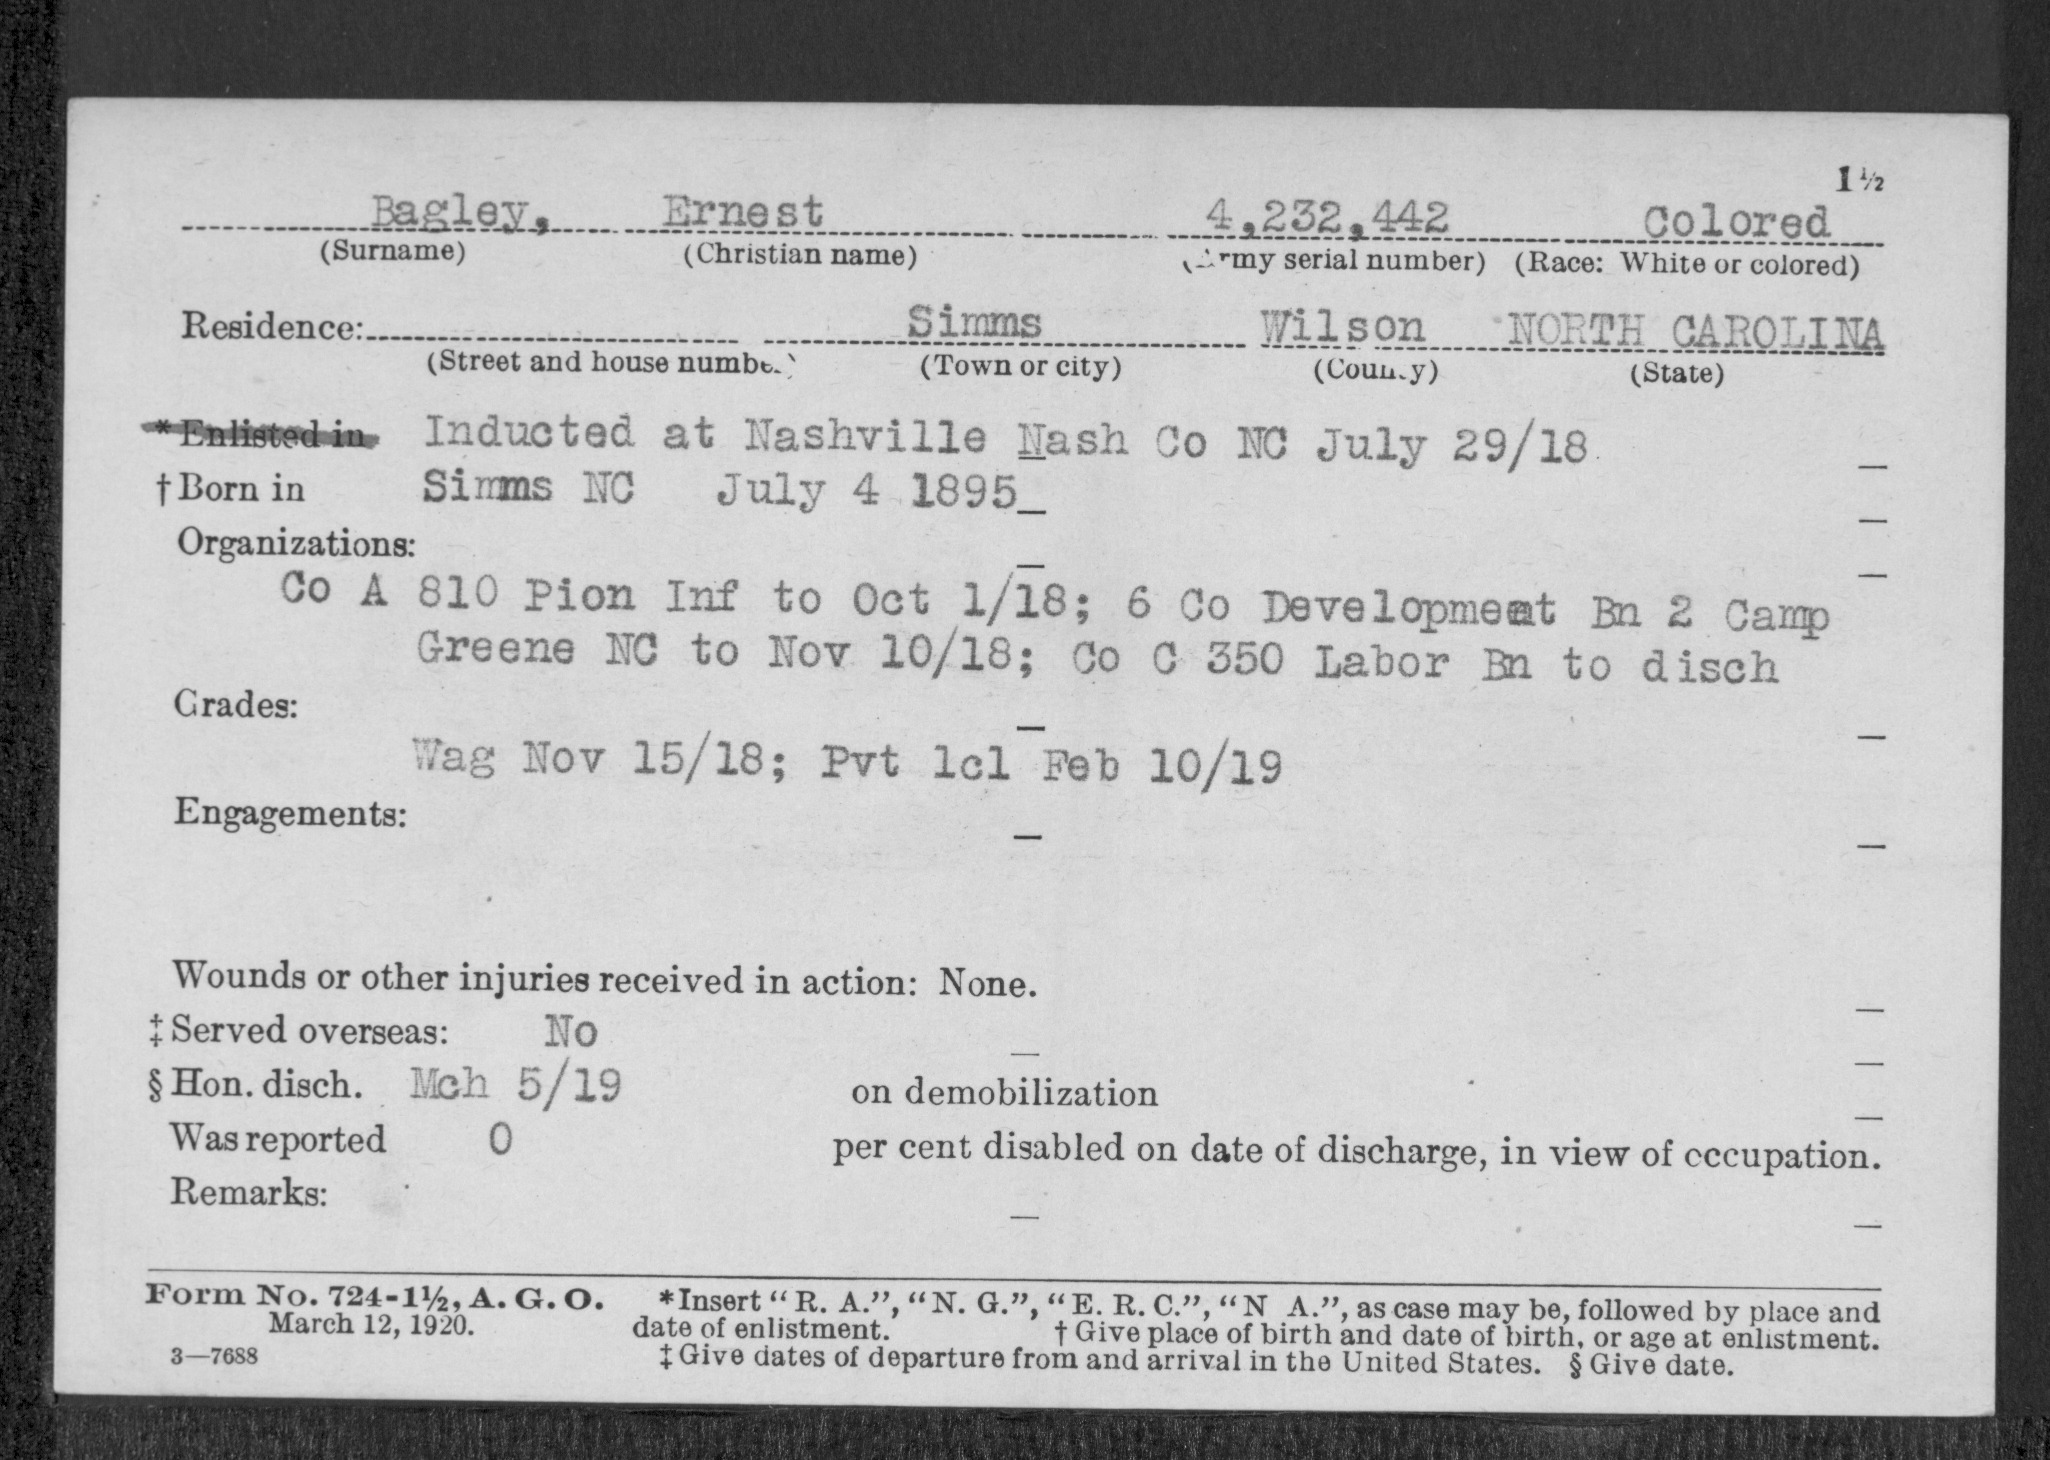 1½
Bagley, Ernest 4,232,442 Colored
(Surname) (Christian name) (Army serial number) (Race: White or colored)
Residence: Simms Wilson NORTH CAROLINA
(Street and house number) (Town or city) (County) (State)
*Enlisted in Inducted at Nashville Nash Co NC July 29/18
†Born in Simms NC July 4 1895
Organizations:
Co A 810 Pion Inf to Oct 1/18; 6 Co Development Bn 2 Camp
Greene NC to Nov 10/18; Co C 350 Labor Bn to disch
Grades:
Wag Nov 15/18; Pvt 1cl Feb 10/19
Engagements:
Wounds or other injuries received in action: None.
‡Served overseas: No
§Hon. disch. Mch 5/19 on demobilization
Was reported 0 per cent disabled on date of discharge, in view of occupation.
Remarks:
Form No. 724-1½, A. G. O. *Insert "R. A.", "N. G.", "E. R. C.", "N A.", as case may be, followed by place and
March 12, 1920. date of enlistment. †Give place of birth and date of birth, or age at enlistment.
3—7688 ‡Give dates of departure from and arrival in the United States. §Give date.